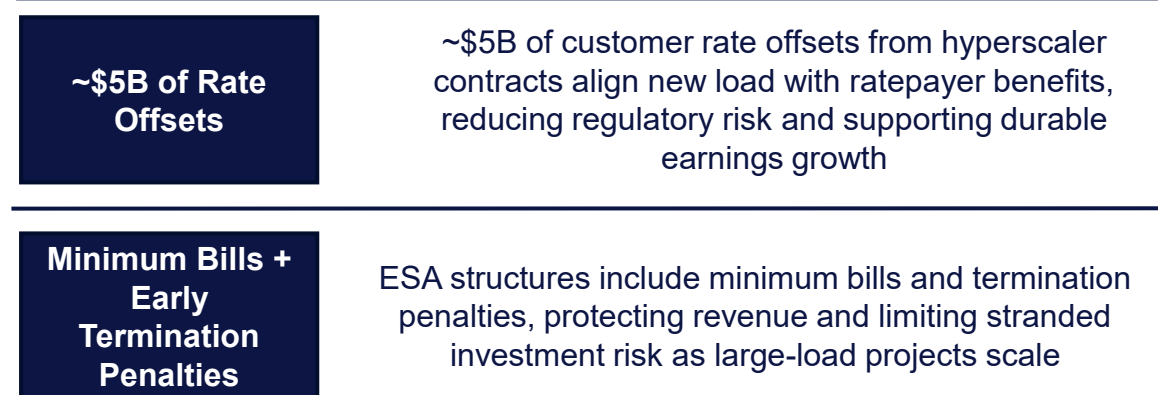 ~$5B of Rate
Offsets
~$5B of customer rate offsets from hyperscaler
contracts align new load with ratepayer benefits,
reducing regulatory risk and supporting durable
earnings growth
Minimum Bills +
Early
Termination
Penalties
ESA structures include minimum bills and termination
penalties, protecting revenue and limiting stranded
investment risk as large-load projects scale